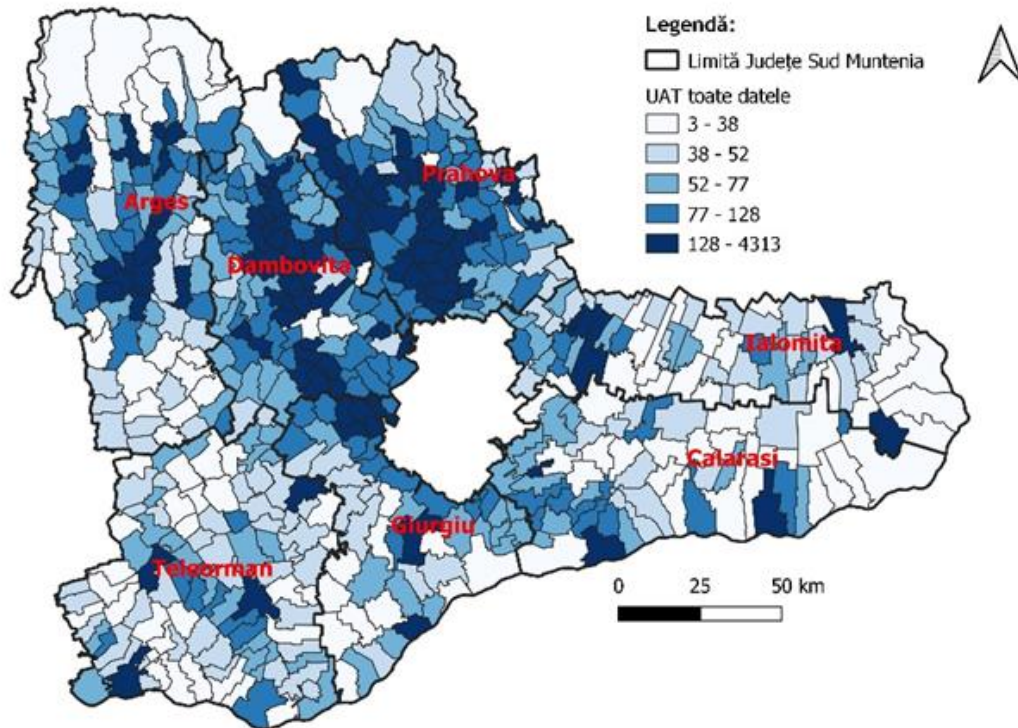 Legendă:
Limită Județe Sud Muntenia
UAT toate datele
3 - 38
38 - 52
52 - 77
77 - 128
128 - 4313
Prahova
Arges
Dambovita
Ialomita
Calarasi
Giurgiu
Teleorman
0 25 50 km